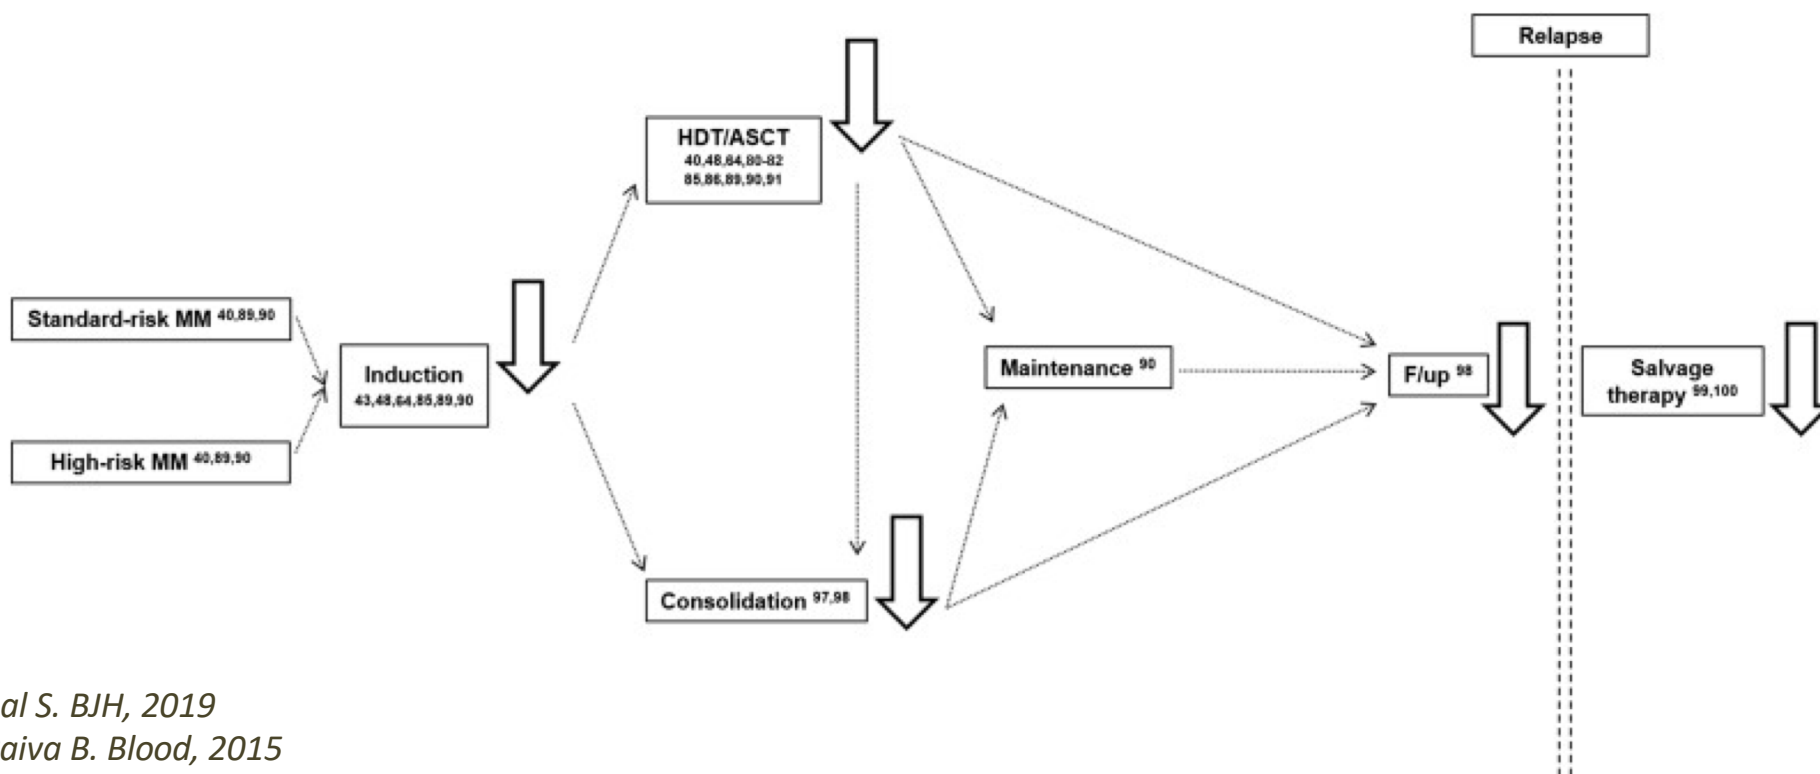 Relapse
HDT/ASCT
40,48,64,80-82
85,86,89,90,91
Standard-risk MM 40,89,90
Induction
43,48,64,85,89,90
High-risk MM 40,89,90
Maintenance 90
F/up 98
Salvage
therapy 99,100
Consolidation 97,98
al S. BJH, 2019
aiva B. Blood, 2015